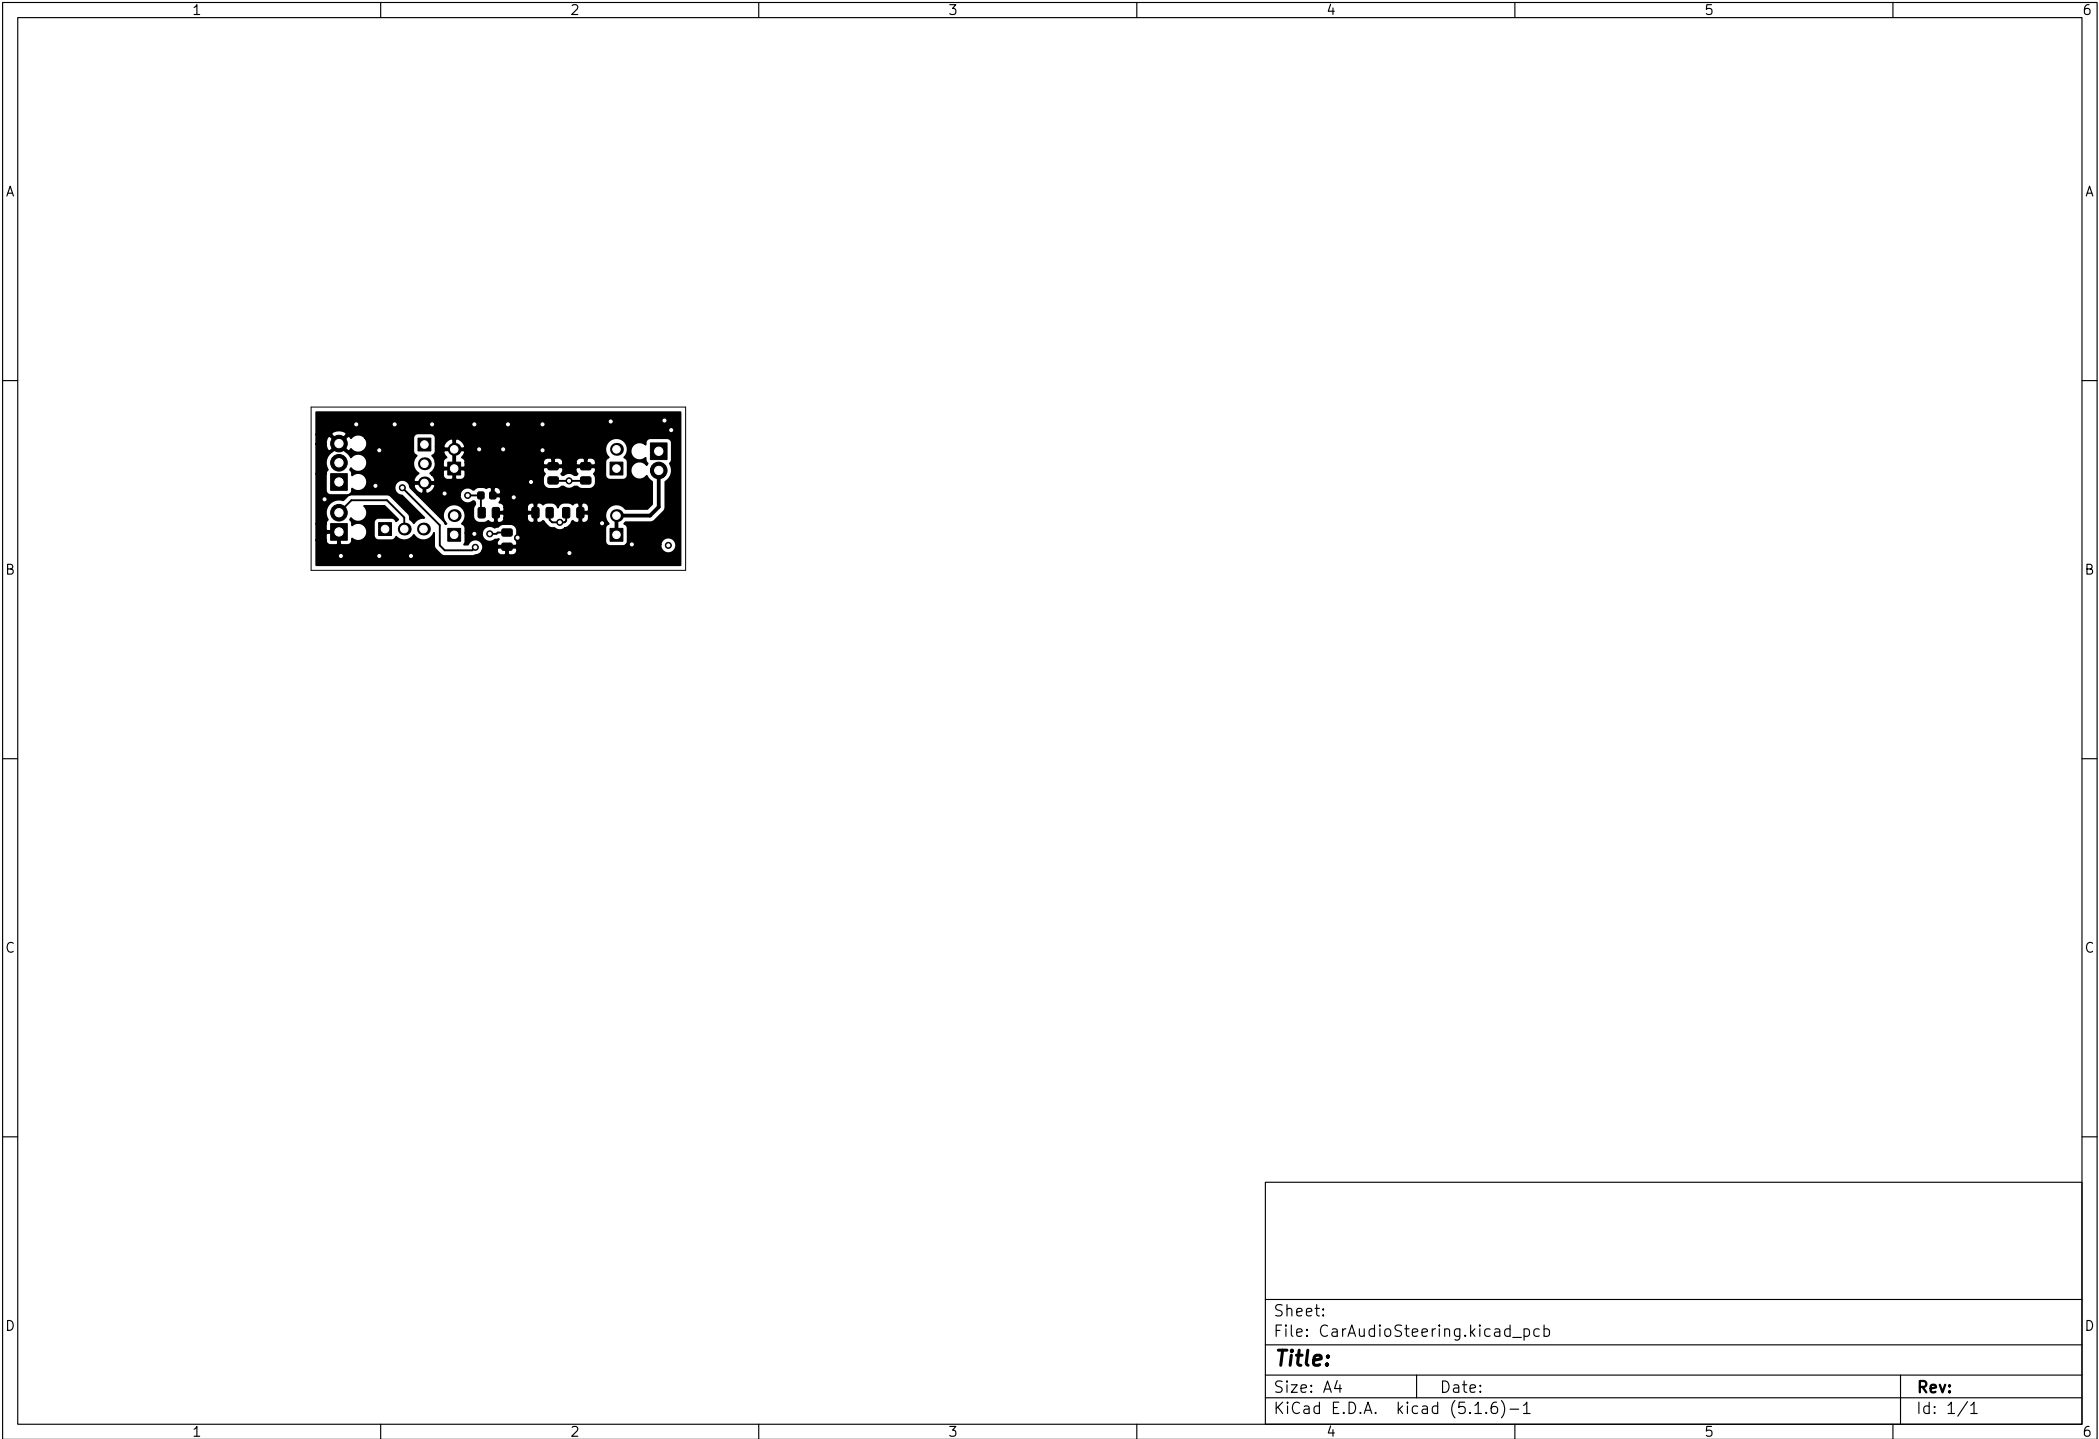 1 2 3 4 5 6
A A
B B
C C
Sheet:
File: CarAudioSteering.kicad_pcb
D D
Title:
Size: A4 Date: Rev:
KiCad E.D.A. kicad (5.1.6)-1 Id: 1/1
1 2 3 4 5 6